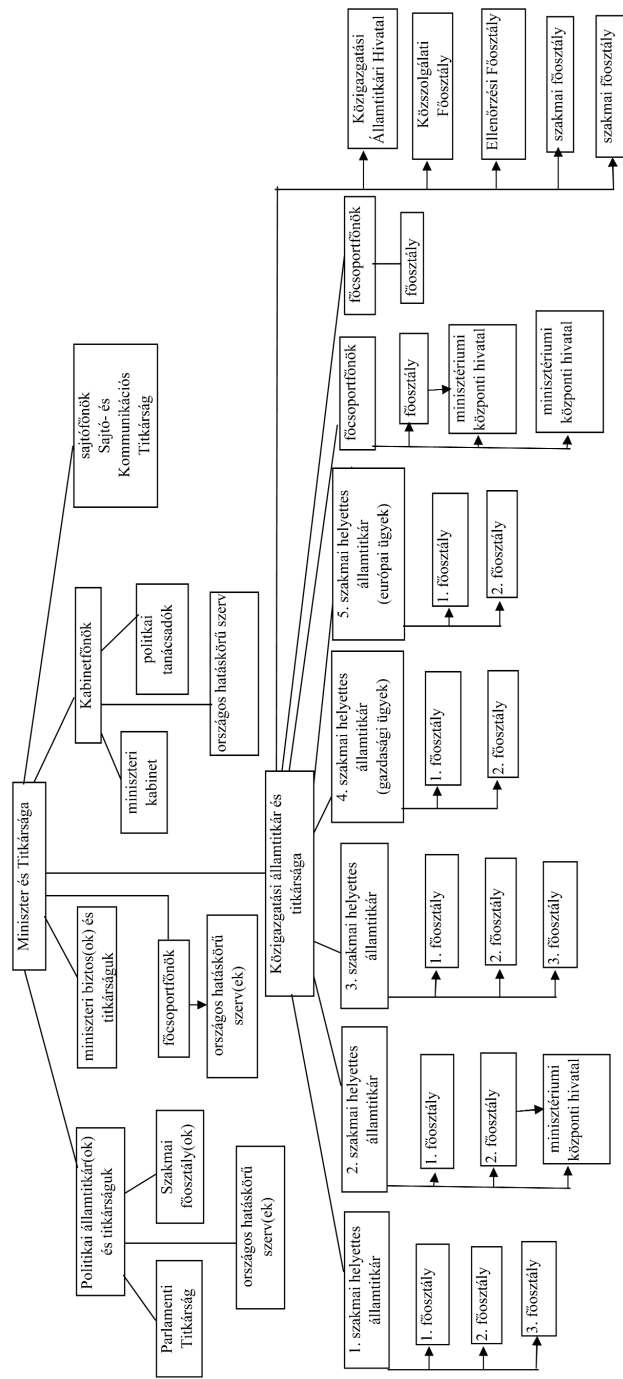 Miniszter és Titkársága
Politikai államtitkár(ok)
és titkárságuk
miniszteri biztos(ok) és
titkárságuk
Kabinetfőnök
sajtófőnök
Sajtó- és
Kommunikációs
Titkárság
Parlamenti
Titkárság
Szakmai
főosztály(ok)
országos hatáskörű
szerv(ek)
főcsoportfőnök
országos hatáskörű
szerv(ek)
miniszteri
kabinet
politkai
tanácsadók
országos hatáskörű szerv
Közigazgatási államtitkár és
titkársága
1. szakmai helyettes
államtitkár
1. főosztály
2. főosztály
3. főosztály
2. szakmai helyettes
államtitkár
1. főosztály
2. főosztály
minisztériumi
központi hivatal
3. szakmai helyettes
államtitkár
1. főosztály
2. főosztály
3. főosztály
4. szakmai helyettes
államtitkár
(gazdasági ügyek)
1. főosztály
2. főosztály
5. szakmai helyettes
államtitkár
(európai ügyek)
1. főosztály
2. főosztály
főcsoportfőnök
főosztály
minisztériumi
központi hivatal
minisztériumi
központi hivatal
főcsoportfőnök
főosztály
Közigazgatási
Államtitkári Hivatal
Közszolgálati
Főosztály
Ellenőrzési Főosztály
szakmai főosztály
szakmai főosztály